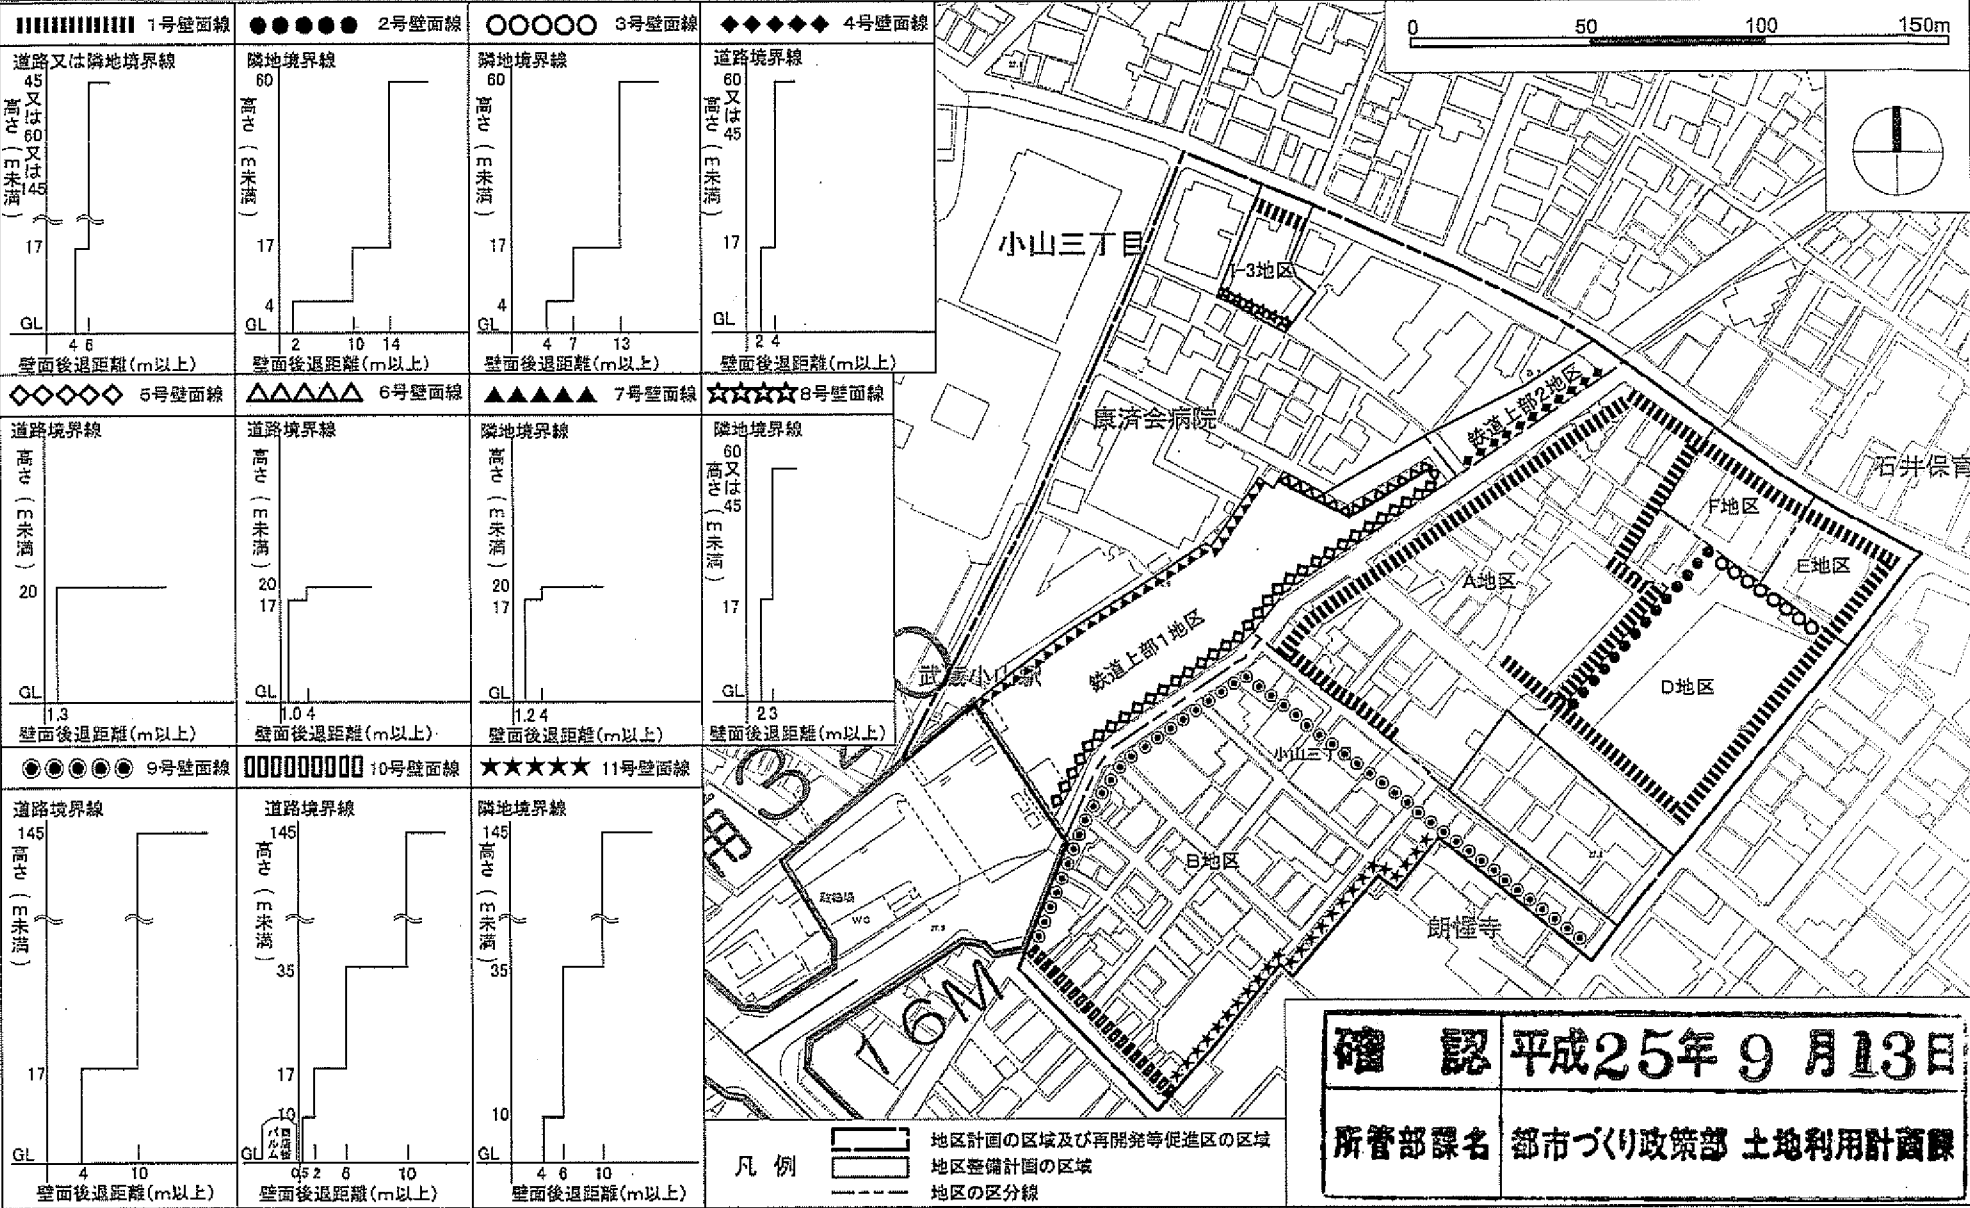 1号壁面線
道路又は隣地境界線
高さ(m未満)
45又は60又は145
17
GL
4 6
壁面後退距離(m以上)
2号壁面線
隣地境界線
高さ(m未満)
60
17
4
GL
2 10 14
壁面後退距離(m以上)
3号壁面線
隣地境界線
高さ(m未満)
60
17
4
GL
4 7 13
壁面後退距離(m以上)
4号壁面線
道路境界線
高さ(m未満)
60又は45
17
GL
2 4
壁面後退距離(m以上)
5号壁面線
道路境界線
高さ(m未満)
20
GL
1.3
壁面後退距離(m以上)
6号壁面線
道路境界線
高さ(m未満)
20
17
GL
1.0 4
壁面後退距離(m以上)
7号壁面線
隣地境界線
高さ(m未満)
20
17
GL
1.2 4
壁面後退距離(m以上)
8号壁面線
隣地境界線
高さ(m未満)
60又は45
17
GL
2 3
壁面後退距離(m以上)
9号壁面線
道路境界線
145
高さ(m未満)
17
GL
4 10
壁面後退距離(m以上)
10号壁面線
道路境界線
145
高さ(m未満)
35
17
10
GL
0.5 2 6 10
壁面後退距離(m以上)
11号壁面線
隣地境界線
145
高さ(m未満)
35
10
GL
4 6 10
壁面後退距離(m以上)
0 50 100 150m
小山三丁目
I-3地区
康済会病院
鉄道上部2地区
石井保育
F地区
E地区
A地区
D地区
鉄道上部1地区
武蔵小山駅
小山三丁
B地区
朗惺寺
駐輪場
WC
16M
凡例
地区計画の区域及び再開発等促進区の区域
地区整備計画の区域
地区の区分線
確認 平成25年9月13日
所管部課名 都市づくり政策部 土地利用計画課